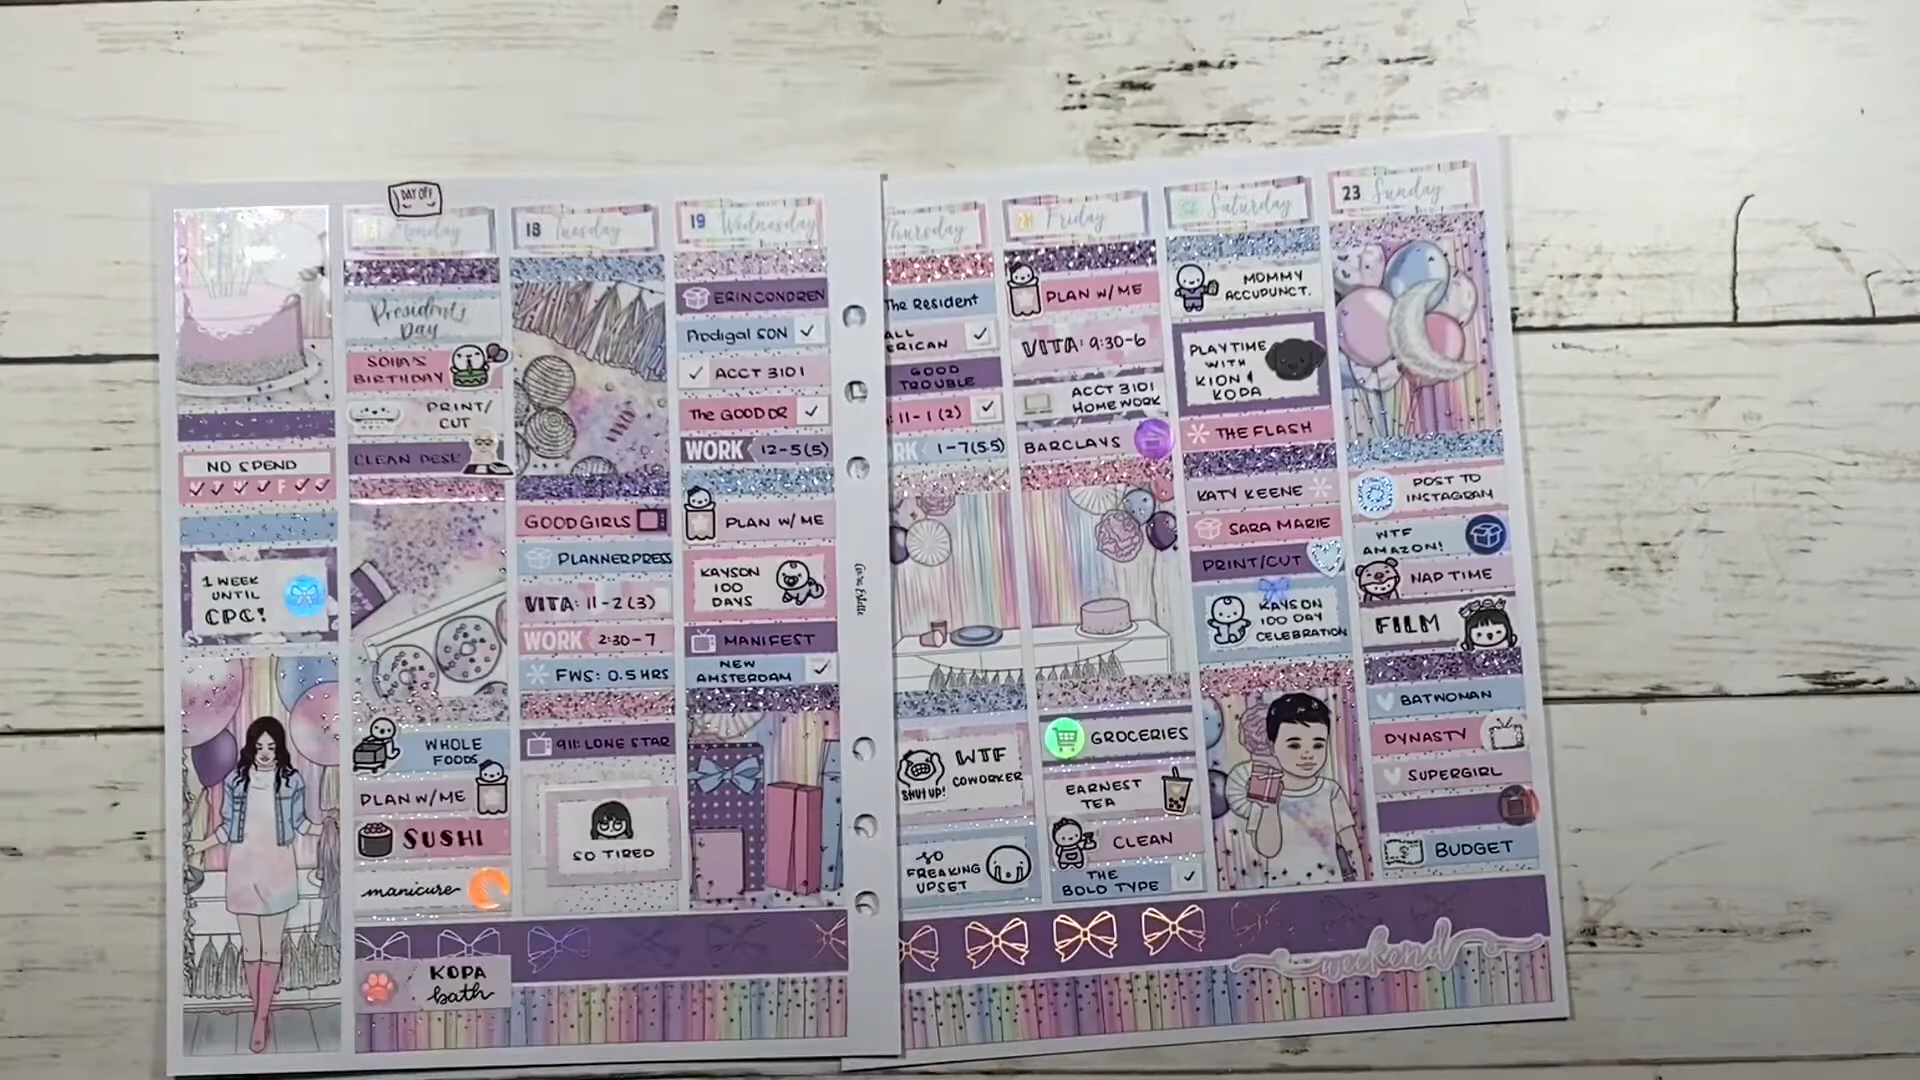 DAY OFF
NO SPEND
1 WEEK
UNTIL
CPC!
Monday
President's
Day
SOHA'S
BIRTHDAY
PRINT/
CUT
CLEAN DESK
WHOLE
FOODS
PLAN W/ME
SUSHI
manicure
KOPA
bath
18 Tuesday
GOOD GIRLS
PLANNERPRESS
VITA: 11-2(3)
WORK 2:30-7
FWS: 0.5 HRS
911: LONE STAR
SO TIRED
19 Wednesday
ERIN CONDREN
Prodigal SON
ACCT 3101
The GOOD DR
WORK 12-5(5)
PLAN W/ ME
KAYSON
100
DAYS
MANIFEST
NEW
AMSTERDAM
Thursday
The Resident
GOOD
TROUBLE
11-1(2)
1-7(5.5)
SHUT UP!
WTF
COWORKER
SO
FREAKING
UPSET
Friday
PLAN W/ ME
VITA: 9:30-6
ACCT 3101
HOMEWORK
BARCLAYS
GROCERIES
EARNEST
TEA
CLEAN
THE
BOLD TYPE
Saturday
MOMMY
ACCUPUNCT.
PLAYTIME
WITH
KION &
KOPA
THE FLASH
KATY KEENE
SARA MARIE
PRINT/CUT
KAYSON
100 DAY
CELEBRATION
23 Sunday
POST TO
INSTAGRAM
WTF
AMAZON!
NAP TIME
FILM
BATWOMAN
DYNASTY
SUPERGIRL
BUDGET
weekend